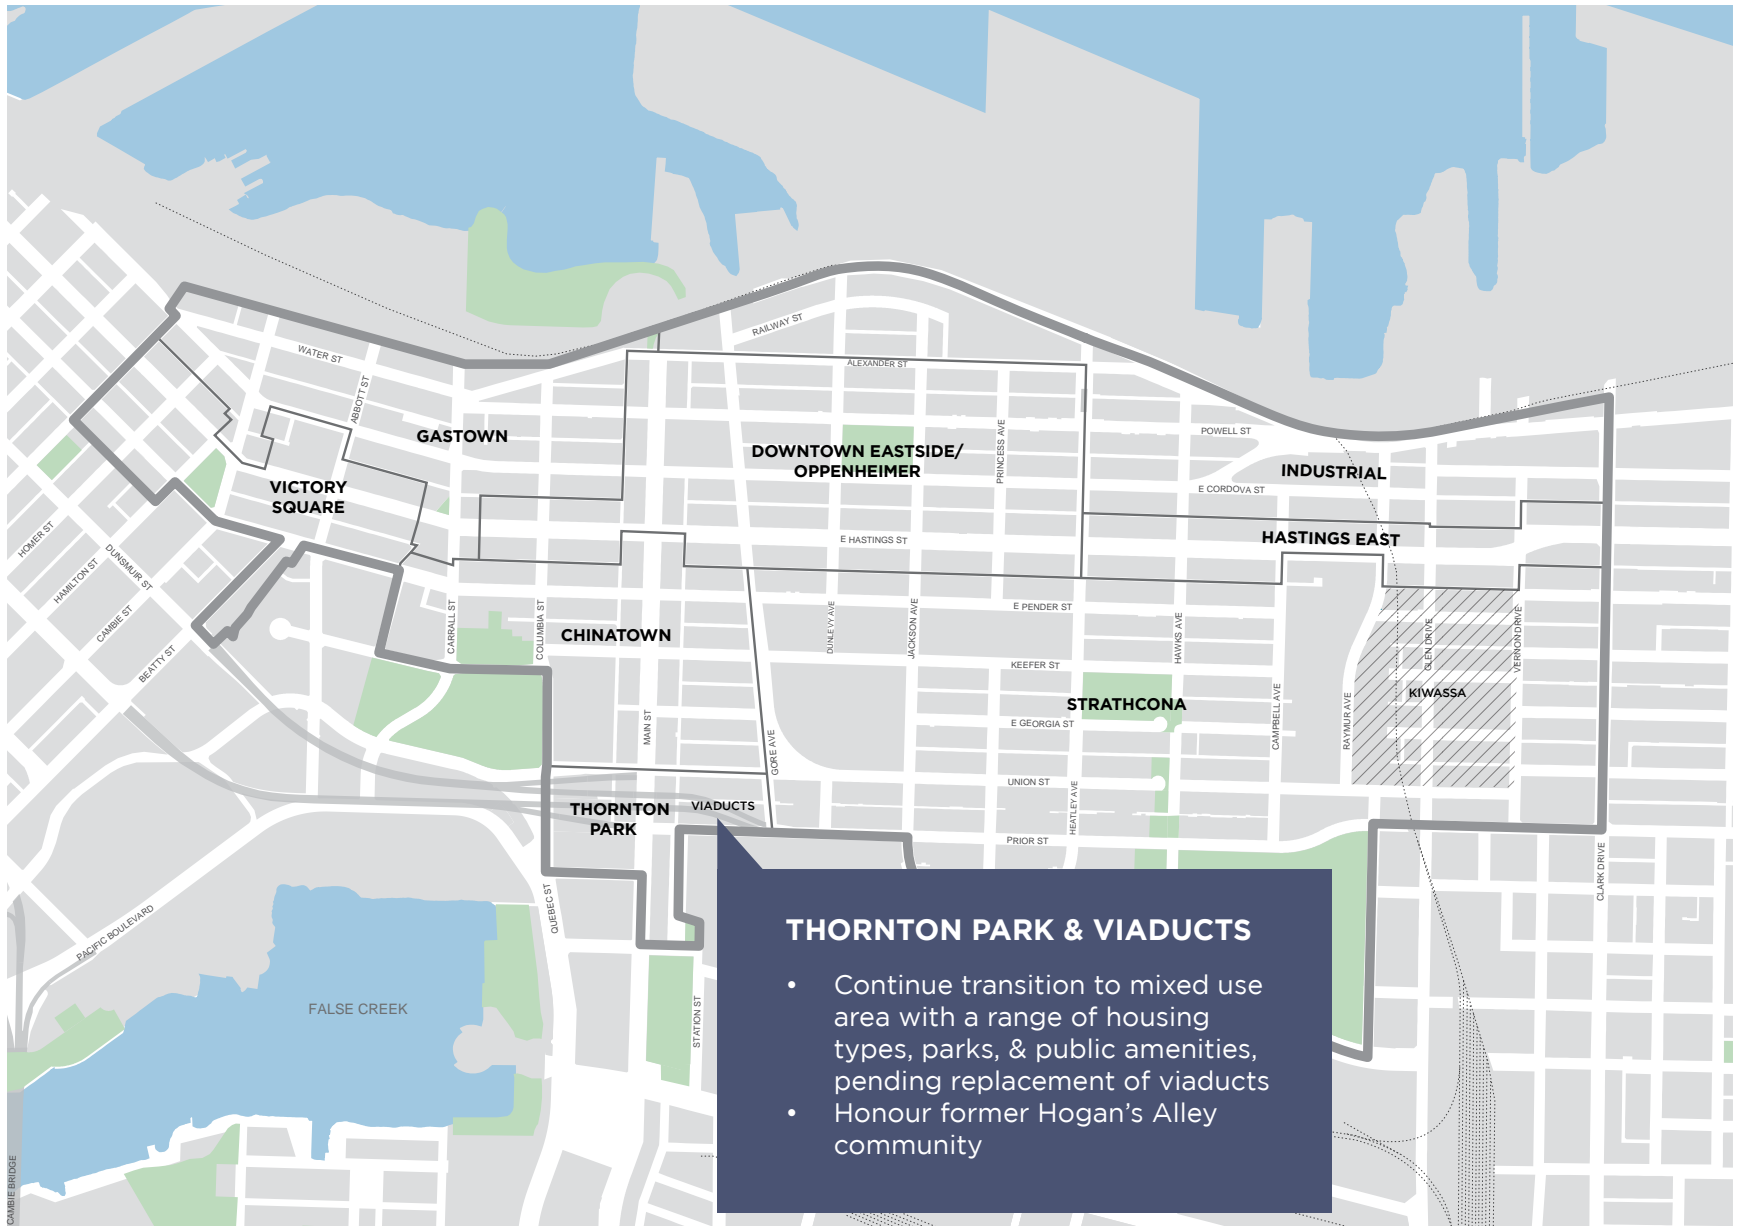 RAILWAY ST
WATER ST
ALEXANDER ST
ABBOTT ST
GASTOWN
POWELL ST
PRINCESS AVE
DOWNTOWN EASTSIDE/
OPPENHEIMER
INDUSTRIAL
VICTORY
SQUARE
E CORDOVA ST
HOMER ST
E HASTINGS ST
HASTINGS EAST
DUNSMUIR ST
HAMILTON ST
CAMBIE ST
BEATTY ST
CARRALL ST
COLUMBIA ST
CHINATOWN
E PENDER ST
DUNLEVY AVE
JACKSON AVE
HAWKS AVE
GLEN DRIVE
VERNON DRIVE
KEEFER ST
KIWASSA
STRATHCONA
E GEORGIA ST
MAIN ST
GORE AVE
CAMPBELL AVE
RAYMUR AVE
UNION ST
HEATLEY AVE
THORNTON
PARK
VIADUCTS
PRIOR ST
CLARK DRIVE
QUEBEC ST
PACIFIC BOULEVARD
FALSE CREEK
STATION ST
CAMBIE BRIDGE
THORNTON PARK & VIADUCTS
• Continue transition to mixed use
area with a range of housing
types, parks, & public amenities,
pending replacement of viaducts
• Honour former Hogan’s Alley
community